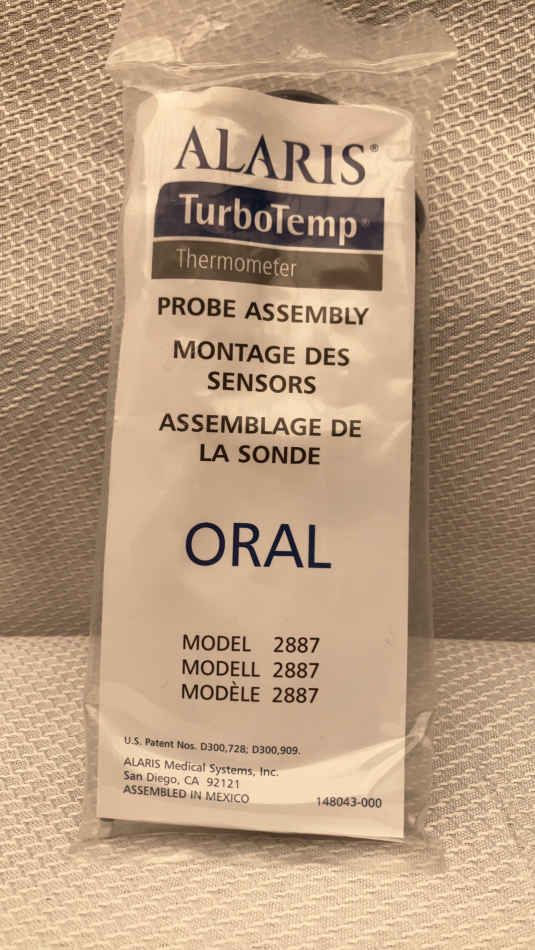 ALARIS®
TurboTemp®
Thermometer
PROBE ASSEMBLY
MONTAGE DES
SENSORS
ASSEMBLAGE DE
LA SONDE
ORAL
MODEL 2887
MODELL 2887
MODÈLE 2887
U.S. Patent Nos. D300,728; D300,909.
ALARIS Medical Systems, Inc.
San Diego, CA 92121
ASSEMBLED IN MEXICO 148043-000